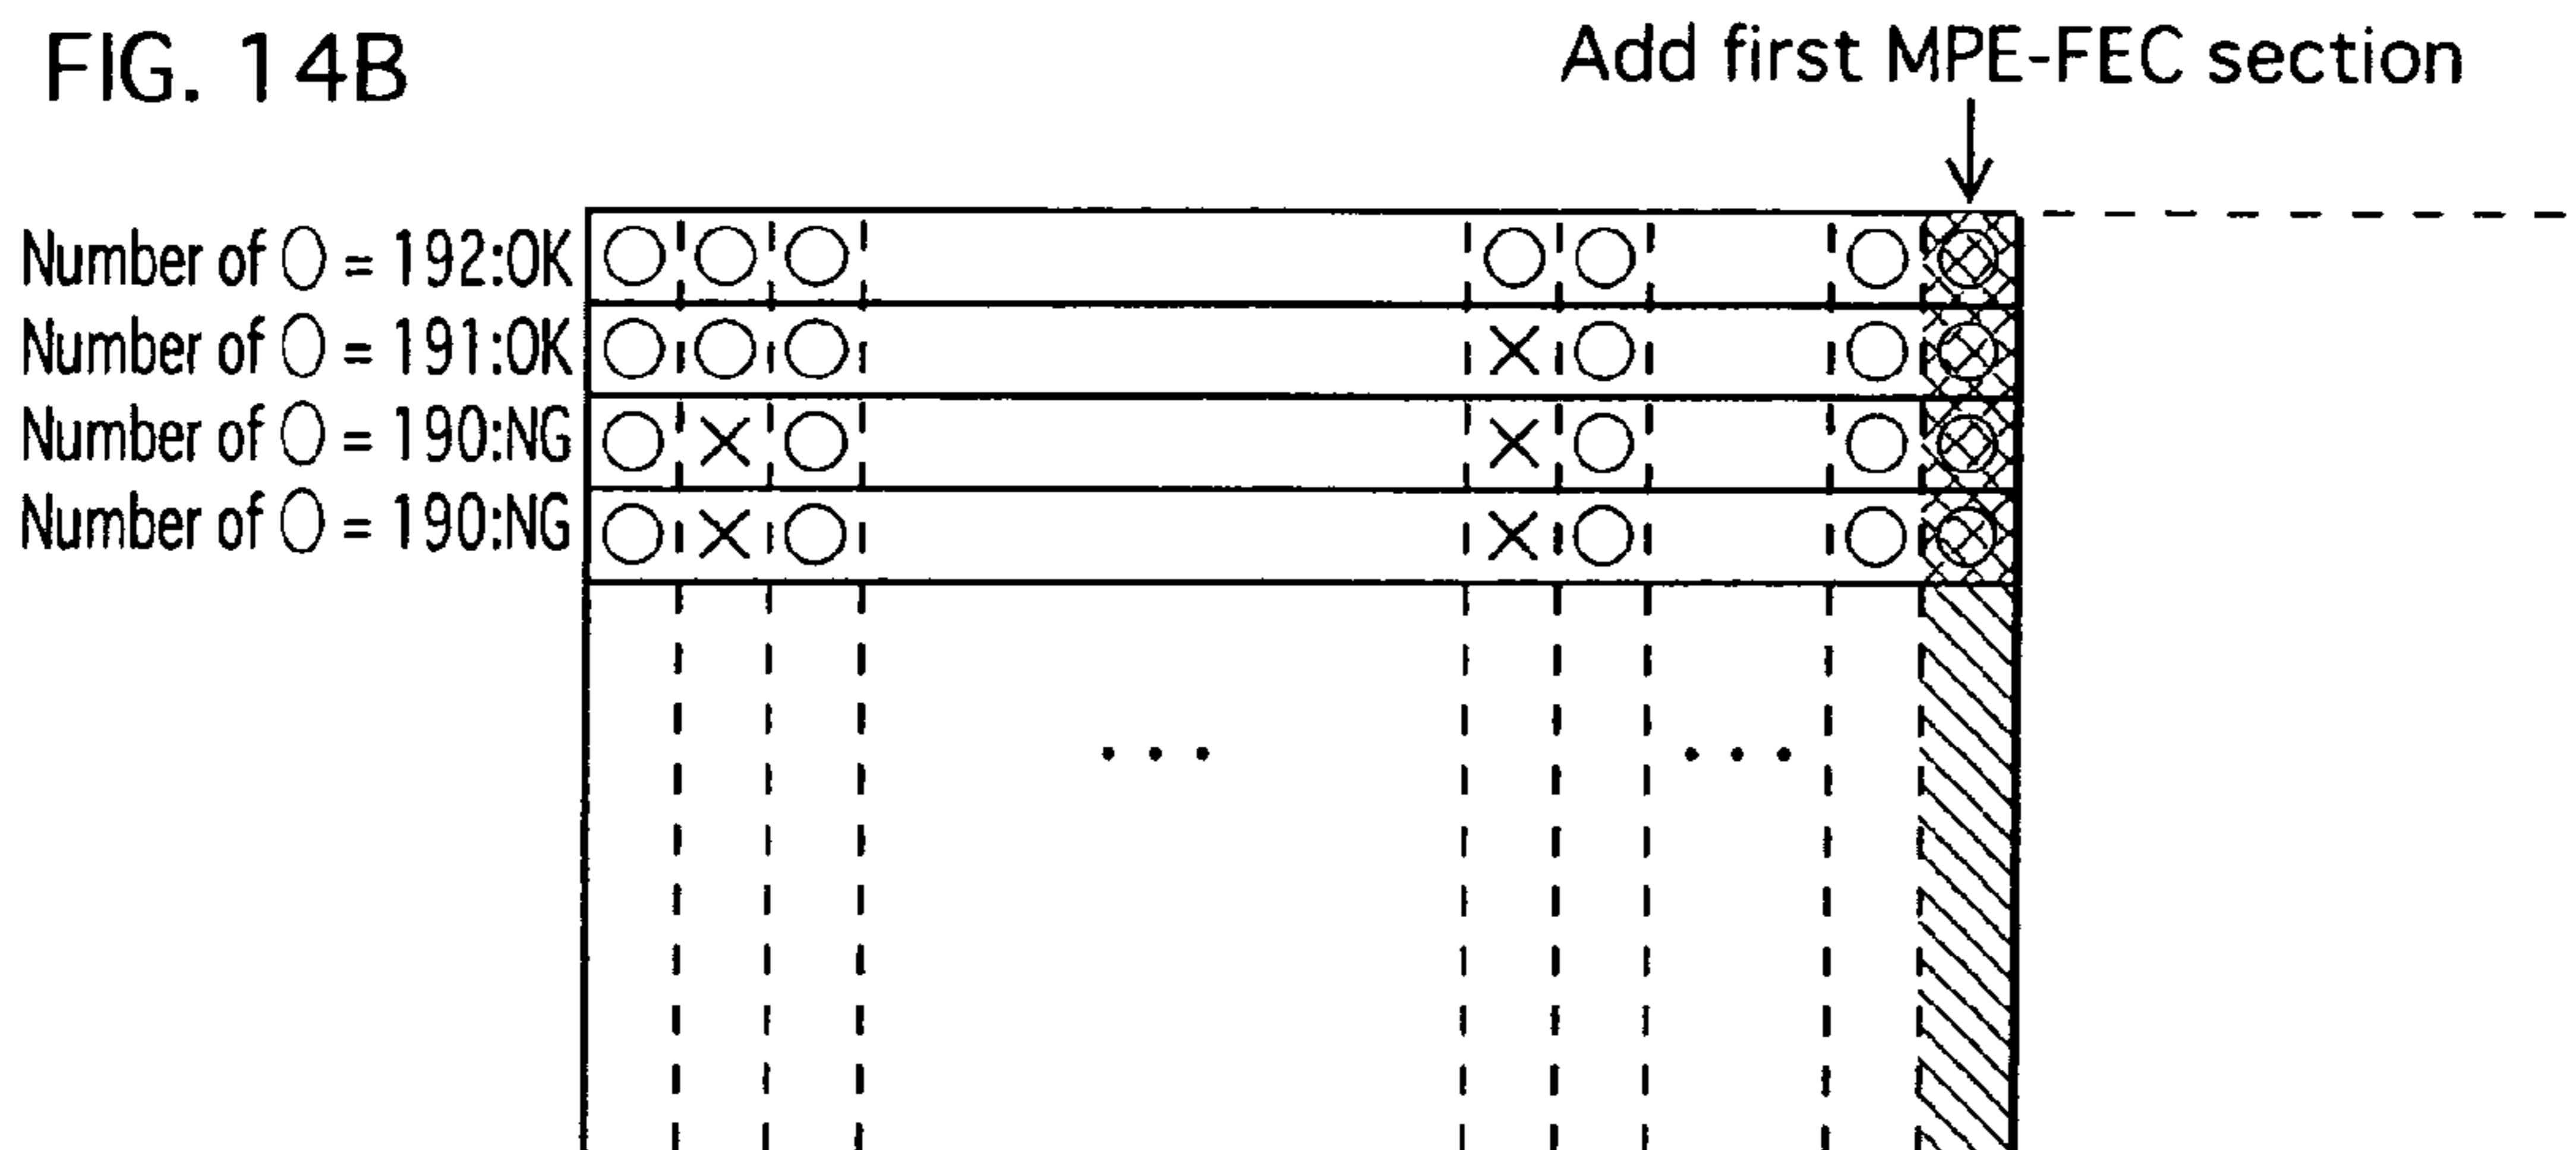 FIG. 14B
Add first MPE-FEC section
Number of ○ = 192:OK
Number of ○ = 191:OK
Number of ○ = 190:NG
Number of ○ = 190:NG